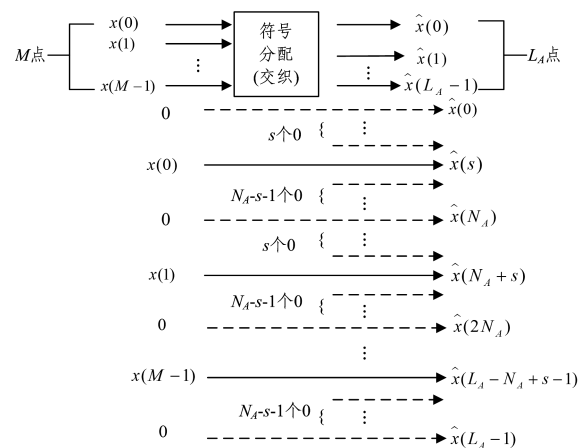 x(0) 符号 x̂(0)
x(1) 分配 x̂(1)
M点 ⋮ (交织) ⋮ L_A点
x(M−1) x̂(L_A−1)
0 x̂(0)
s个0 { ⋮
x(0) x̂(s)
N_A-s-1个0 { ⋮
0 x̂(N_A)
s个0 { ⋮
x(1) x̂(N_A+s)
N_A-s-1个0 { ⋮
0 x̂(2N_A)
⋮
x(M−1) x̂(L_A−N_A+s−1)
N_A-s-1个0 { ⋮
0 x̂(L_A−1)